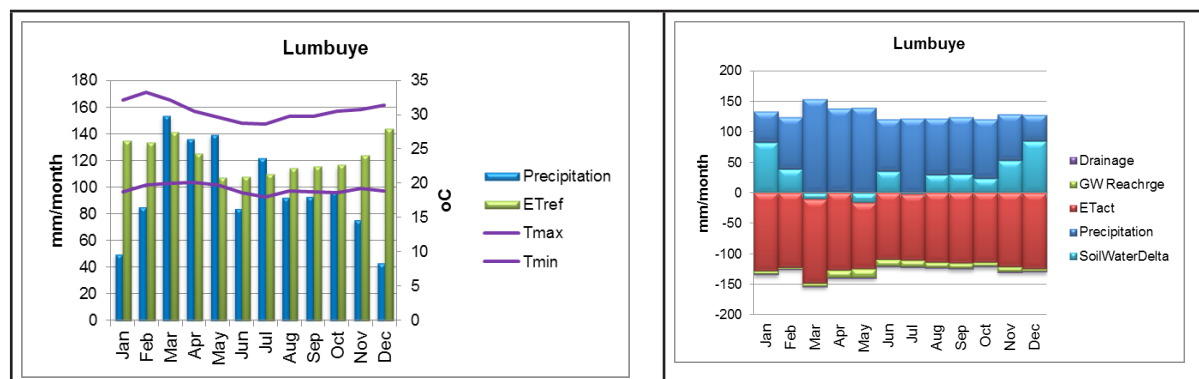 Lumbuye
180
160
140
120
100
80
60
40
20
0
mm/month
35
30
25
20
15
10
5
0
oC
Jan Feb Mar Apr May Jun Jul Aug Sep Oct Nov Dec
Precipitation
ETref
Tmax
Tmin
Lumbuye
200
150
100
50
0
-50
-100
-150
-200
mm/month
Jan Feb Mar Apr May Jun Jul Aug Sep Oct Nov Dec
Drainage
GW Reachrge
ETact
Precipitation
SoilWaterDelta